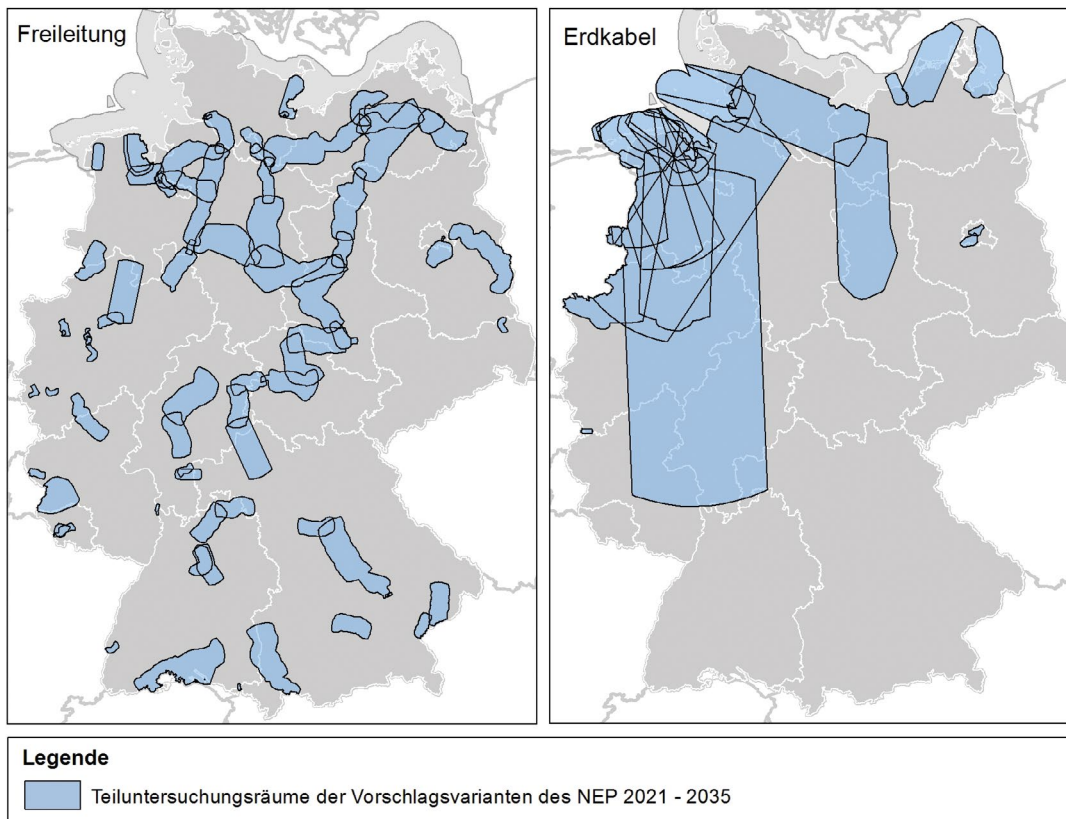 Freileitung
Erdkabel
Legende
Teiluntersuchungsräume der Vorschlagsvarianten des NEP 2021 - 2035